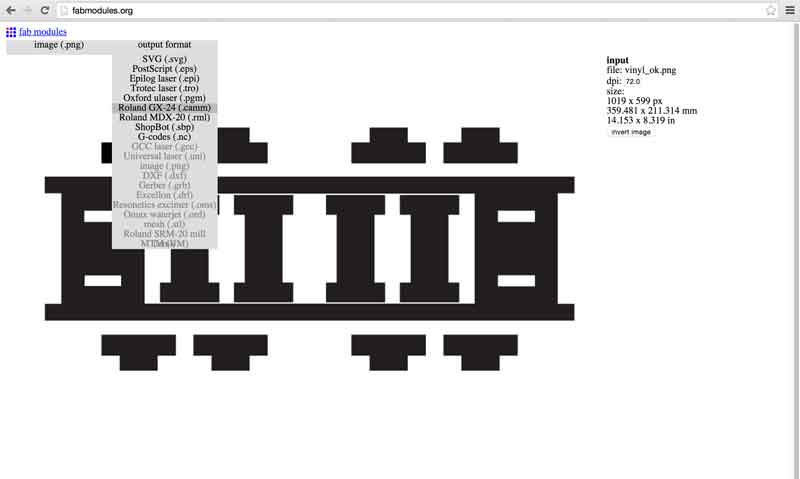 fabmodules.org
fab modules
image (.png)
output format
SVG (.svg)
PostScript (.eps)
Epilog laser (.epi)
Trotec laser (.tro)
Oxford ulaser (.pgm)
Roland GX-24 (.camm)
Roland MDX-20 (.rml)
ShopBot (.sbp)
G-codes (.nc)
GCC laser (.gcc)
Universal laser (.uni)
image (.png)
DXF (.dxf)
Gerber (.grb)
Excellon (.drl)
Resonetics excimer (.oms)
Omax waterjet (.ord)
mesh (.stl)
Roland SRM-20 mill
input
file: vinyl_ok.png
dpi: 72.0
size:
1019 x 599 px
359.481 x 211.314 mm
14.153 x 8.319 in
invert image